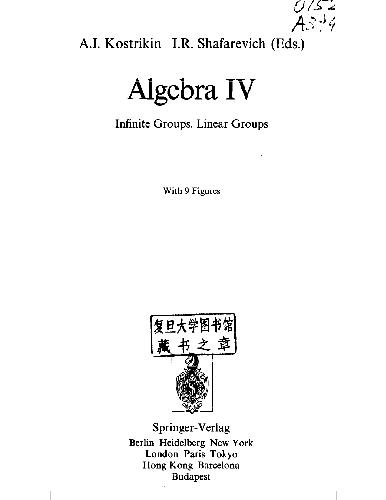 0152
A394
A.I. Kostrikin I.R. Shafarevich (Eds.)
Algebra IV
Infinite Groups. Linear Groups
With 9 Figures
复旦大学图书馆
藏书之章
Springer-Verlag
Berlin Heidelberg New York
London Paris Tokyo
Hong Kong Barcelona
Budapest